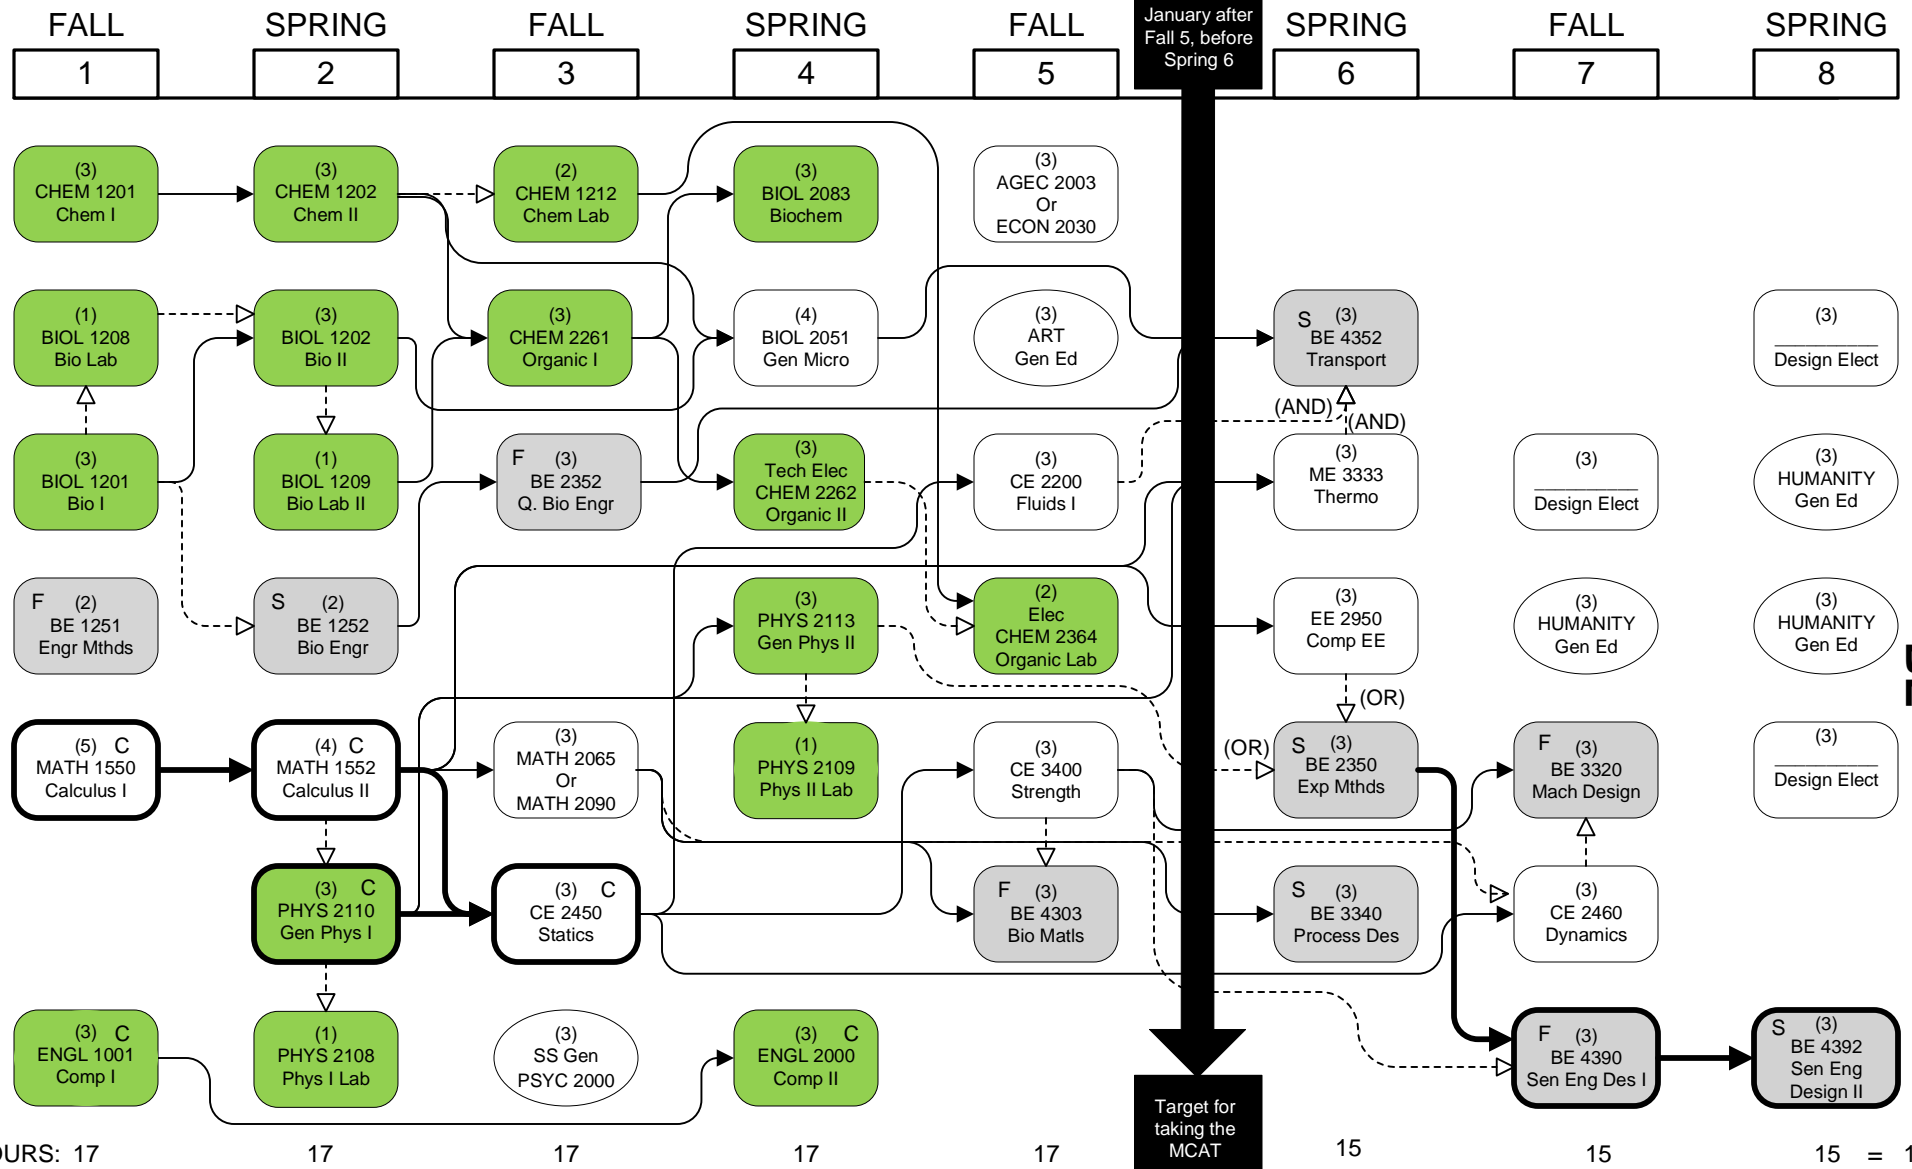 FALL
SPRING
FALL
SPRING
FALL
January after
Fall 5, before
Spring 6
SPRING
FALL
SPRING
1
2
3
4
5
6
7
8
(3)
CHEM 1201
Chem I
(3)
CHEM 1202
Chem II
(2)
CHEM 1212
Chem Lab
(3)
BIOL 2083
Biochem
(3)
AGEC 2003
Or
ECON 2030
(1)
BIOL 1208
Bio Lab
(3)
BIOL 1202
Bio II
(3)
CHEM 2261
Organic I
(4)
BIOL 2051
Gen Micro
(3)
ART
Gen Ed
S (3)
BE 4352
Transport
(3)
__________
Design Elect
(AND)
(AND)
(3)
BIOL 1201
Bio I
(1)
BIOL 1209
Bio Lab II
F (3)
BE 2352
Q. Bio Engr
(3)
Tech Elec
CHEM 2262
Organic II
(3)
CE 2200
Fluids I
(3)
ME 3333
Thermo
(3)
__________
Design Elect
(3)
HUMANITY
Gen Ed
F (2)
BE 1251
Engr Mthds
S (2)
BE 1252
Bio Engr
(3)
PHYS 2113
Gen Phys II
(2)
Elec
CHEM 2364
Organic Lab
(3)
EE 2950
Comp EE
(3)
HUMANITY
Gen Ed
(3)
HUMANITY
Gen Ed
(OR)
(OR)
(5) C
MATH 1550
Calculus I
(4) C
MATH 1552
Calculus II
(3)
MATH 2065
Or
MATH 2090
(1)
PHYS 2109
Phys II Lab
(3)
CE 3400
Strength
S (3)
BE 2350
Exp Mthds
F (3)
BE 3320
Mach Design
(3)
__________
Design Elect
(3) C
PHYS 2110
Gen Phys I
(3) C
CE 2450
Statics
F (3)
BE 4303
Bio Matls
S (3)
BE 3340
Process Des
(3)
CE 2460
Dynamics
(3) C
ENGL 1001
Comp I
(1)
PHYS 2108
Phys I Lab
(3)
SS Gen
PSYC 2000
(3) C
ENGL 2000
Comp II
F (3)
BE 4390
Sen Eng Des I
S (3)
BE 4392
Sen Eng
Design II
Target for
taking the
MCAT
OURS: 17
17
17
17
17
15
15
15 = 1